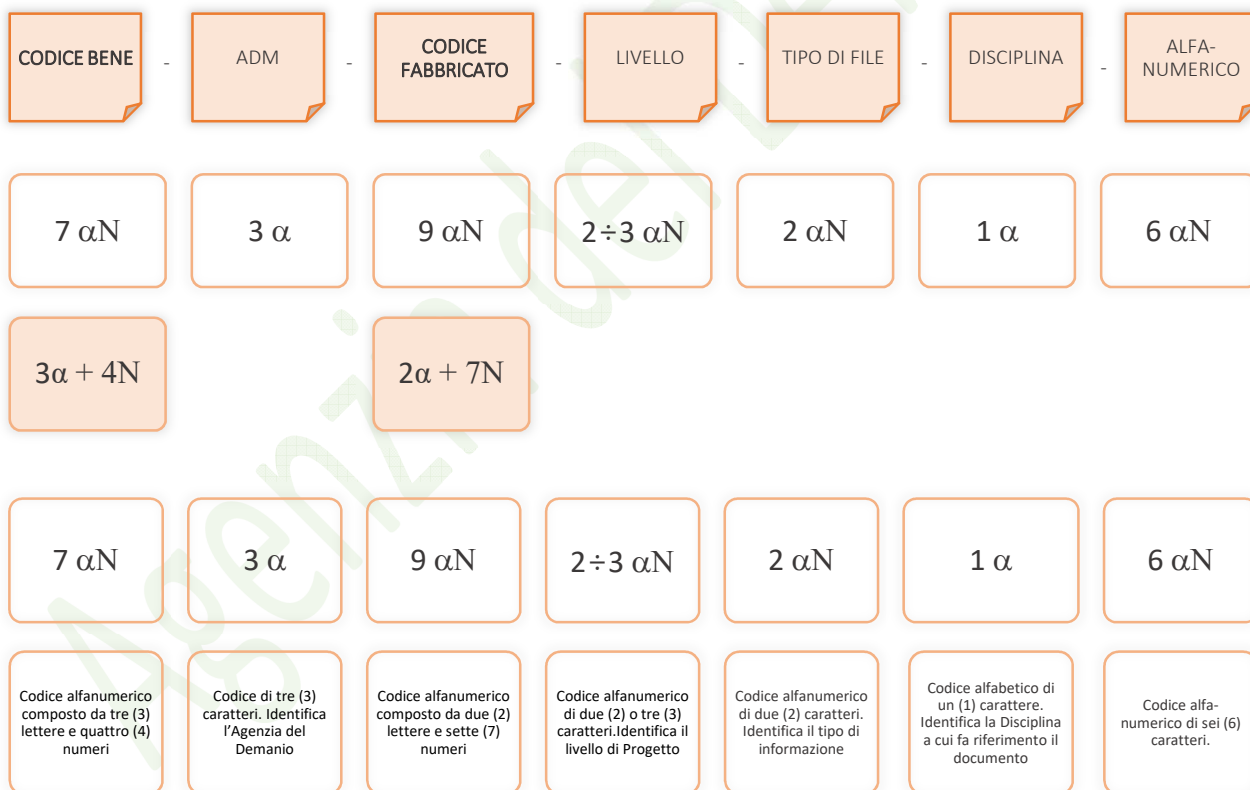 CODICE BENE - ADM - CODICE FABBRICATO - LIVELLO - TIPO DI FILE - DISCIPLINA - ALFA-NUMERICO
7 αN
3 α
9 αN
2÷3 αN
2 αN
1 α
6 αN
3α + 4N
2α + 7N
7 αN
3 α
9 αN
2÷3 αN
2 αN
1 α
6 αN
Codice alfanumerico
composto da tre (3)
lettere e quattro (4)
numeri
Codice di tre (3)
caratteri. Identifica
l'Agenzia del
Demanio
Codice alfanumerico
composto da due (2)
lettere e sette (7)
numeri
Codice alfanumerico
di due (2) o tre (3)
caratteri.Identifica il
livello di Progetto
Codice alfanumerico
di due (2) caratteri.
Identifica il tipo di
informazione
Codice alfabetico di
un (1) carattere.
Identifica la Disciplina
a cui fa riferimento il
documento
Codice alfa-
numerico di sei (6)
caratteri.
Agenzia del